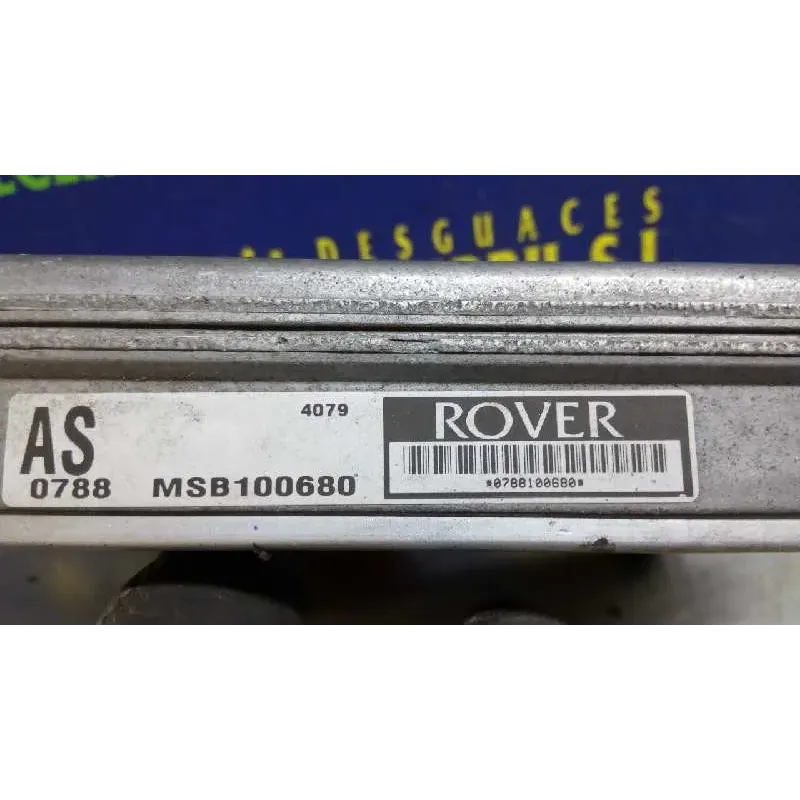 DESGUACES
S.L
AS
4079
ROVER
0788
MSB100680
*0788100680*